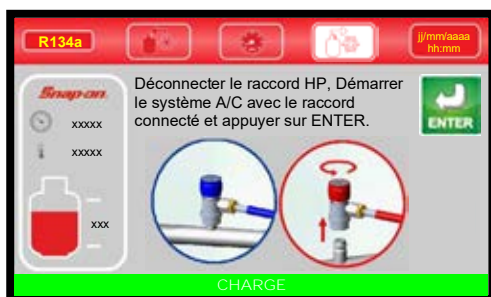 R134a
jj/mm/aaaa
hh:mm
Snap-on
xxxxx
xxxxx
xxx
Déconnecter le raccord HP, Démarrer
le système A/C avec le raccord
connecté et appuyer sur ENTER.
ENTER
CHARGE